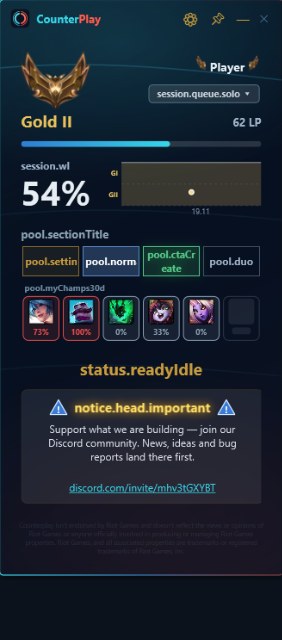 CounterPlay
Player
session.queue.solo
Gold II
62 LP
session.wl
54%
GI
GII
19.11
pool.sectionTitle
pool.settin
pool.norm
pool.ctaCr
eate
pool.duo
pool.myChamps30d
73%
100%
0%
33%
0%
status.readyIdle
notice.head.important
Support what we are building — join our
Discord community. News, ideas and bug
reports land there first.
discord.com/invite/mhv3tGXYBT